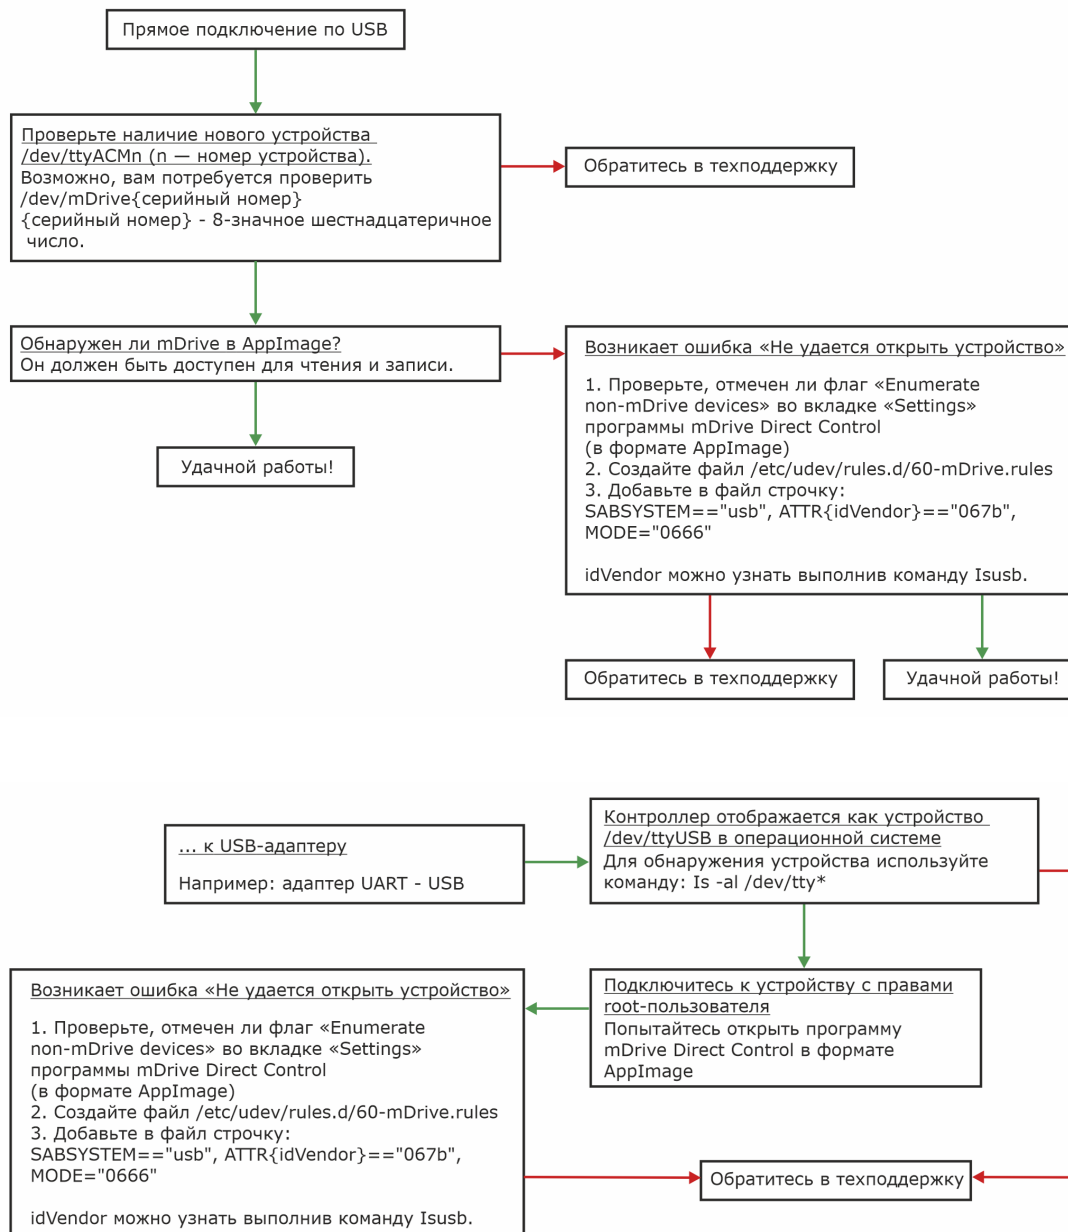 Прямое подключение по USB
Проверьте наличие нового устройства
/dev/ttyACMn (n — номер устройства).
Возможно, вам потребуется проверить
/dev/mDrive{серийный номер}
{серийный номер} - 8-значное шестнадцатеричное
число.
Обратитесь в техподдержку
Обнаружен ли mDrive в AppImage?
Он должен быть доступен для чтения и записи.
Удачной работы!
Возникает ошибка «Не удается открыть устройство»
1. Проверьте, отмечен ли флаг «Enumerate
non-mDrive devices» во вкладке «Settings»
программы mDrive Direct Control
(в формате AppImage)
2. Создайте файл /etc/udev/rules.d/60-mDrive.rules
3. Добавьте в файл строчку:
SABSYSTEM=="usb", ATTR{idVendor}=="067b",
MODE="0666"
idVendor можно узнать выполнив команду Isusb.
Обратитесь в техподдержку
Удачной работы!
... к USB-адаптеру
Например: адаптер UART - USB
Контроллер отображается как устройство
/dev/ttyUSB в операционной системе
Для обнаружения устройства используйте
команду: Is -al /dev/tty*
Подключитесь к устройству с правами
root-пользователя
Попытайтесь открыть программу
mDrive Direct Control в формате
AppImage
Возникает ошибка «Не удается открыть устройство»
1. Проверьте, отмечен ли флаг «Enumerate
non-mDrive devices» во вкладке «Settings»
программы mDrive Direct Control
(в формате AppImage)
2. Создайте файл /etc/udev/rules.d/60-mDrive.rules
3. Добавьте в файл строчку:
SABSYSTEM=="usb", ATTR{idVendor}=="067b",
MODE="0666"
idVendor можно узнать выполнив команду Isusb.
Обратитесь в техподдержку